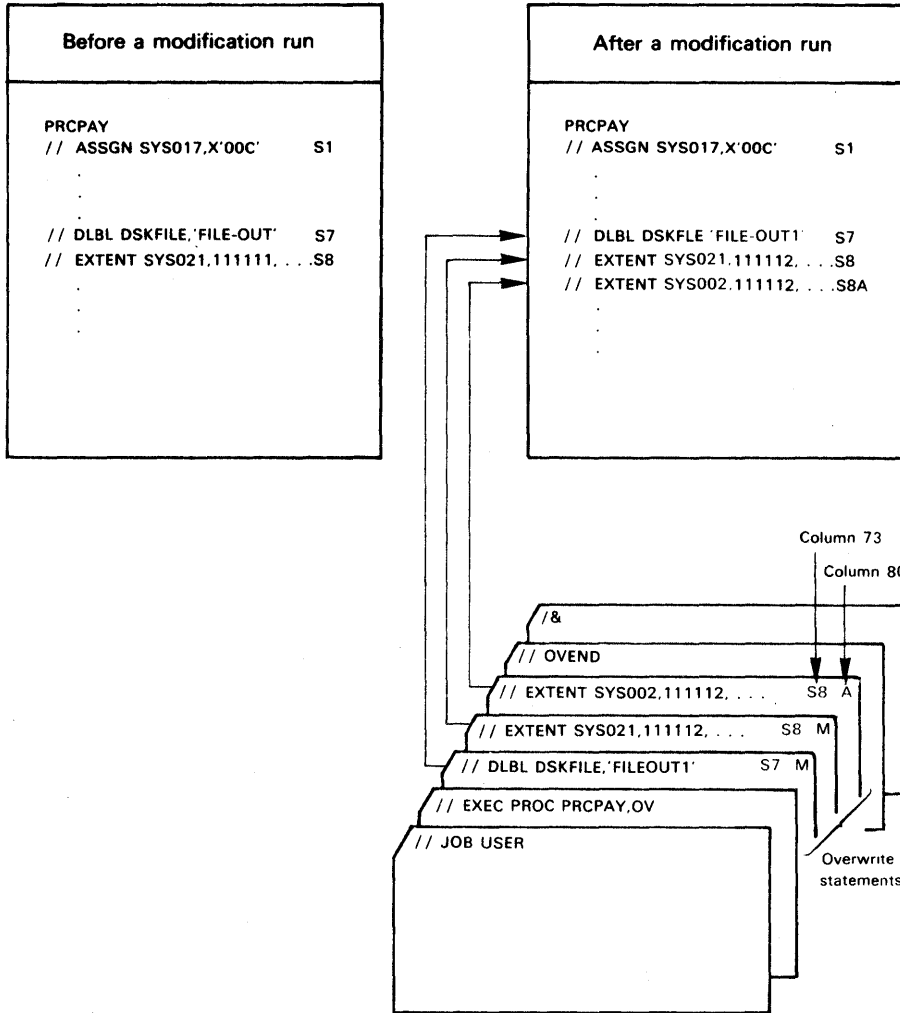 Before a modification run
PRCPAY
// ASSGN SYS017,X'00C' S1
.
.
.
// DLBL DSKFILE,'FILE-OUT' S7
// EXTENT SYS021,111111, . . .S8
.
.
.
After a modification run
PRCPAY
// ASSGN SYS017,X'00C' S1
.
.
.
// DLBL DSKFLE 'FILE-OUT1' S7
// EXTENT SYS021,111112, . . .S8
// EXTENT SYS002.111112, . . .S8A
.
.
.
Column 73
Column 80
/&
// OVEND
// EXTENT SYS002,111112, . . . S8 A
// EXTENT SYS021,111112, . . . S8 M
// DLBL DSKFILE,'FILEOUT1' S7 M
// EXEC PROC PRCPAY,OV
// JOB USER
Overwrite
statements